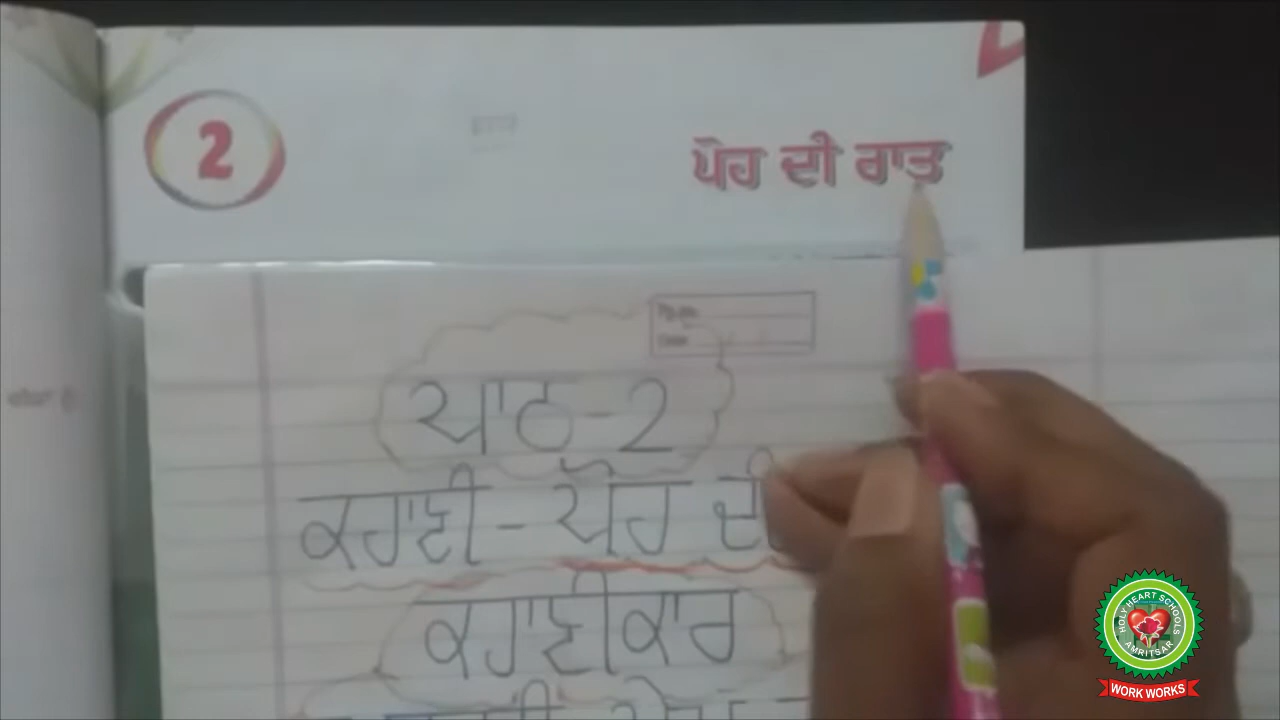 2
ਪੋਹ ਦੀ ਰਾਤ
ਪਾਠ-2
ਕਹਾਣੀ - ਪੋਹ ਦੀ
ਕਹਾਣੀਕਾਰ
HOLY HEART SCHOOLS
AMRITSAR
WORK WORKS